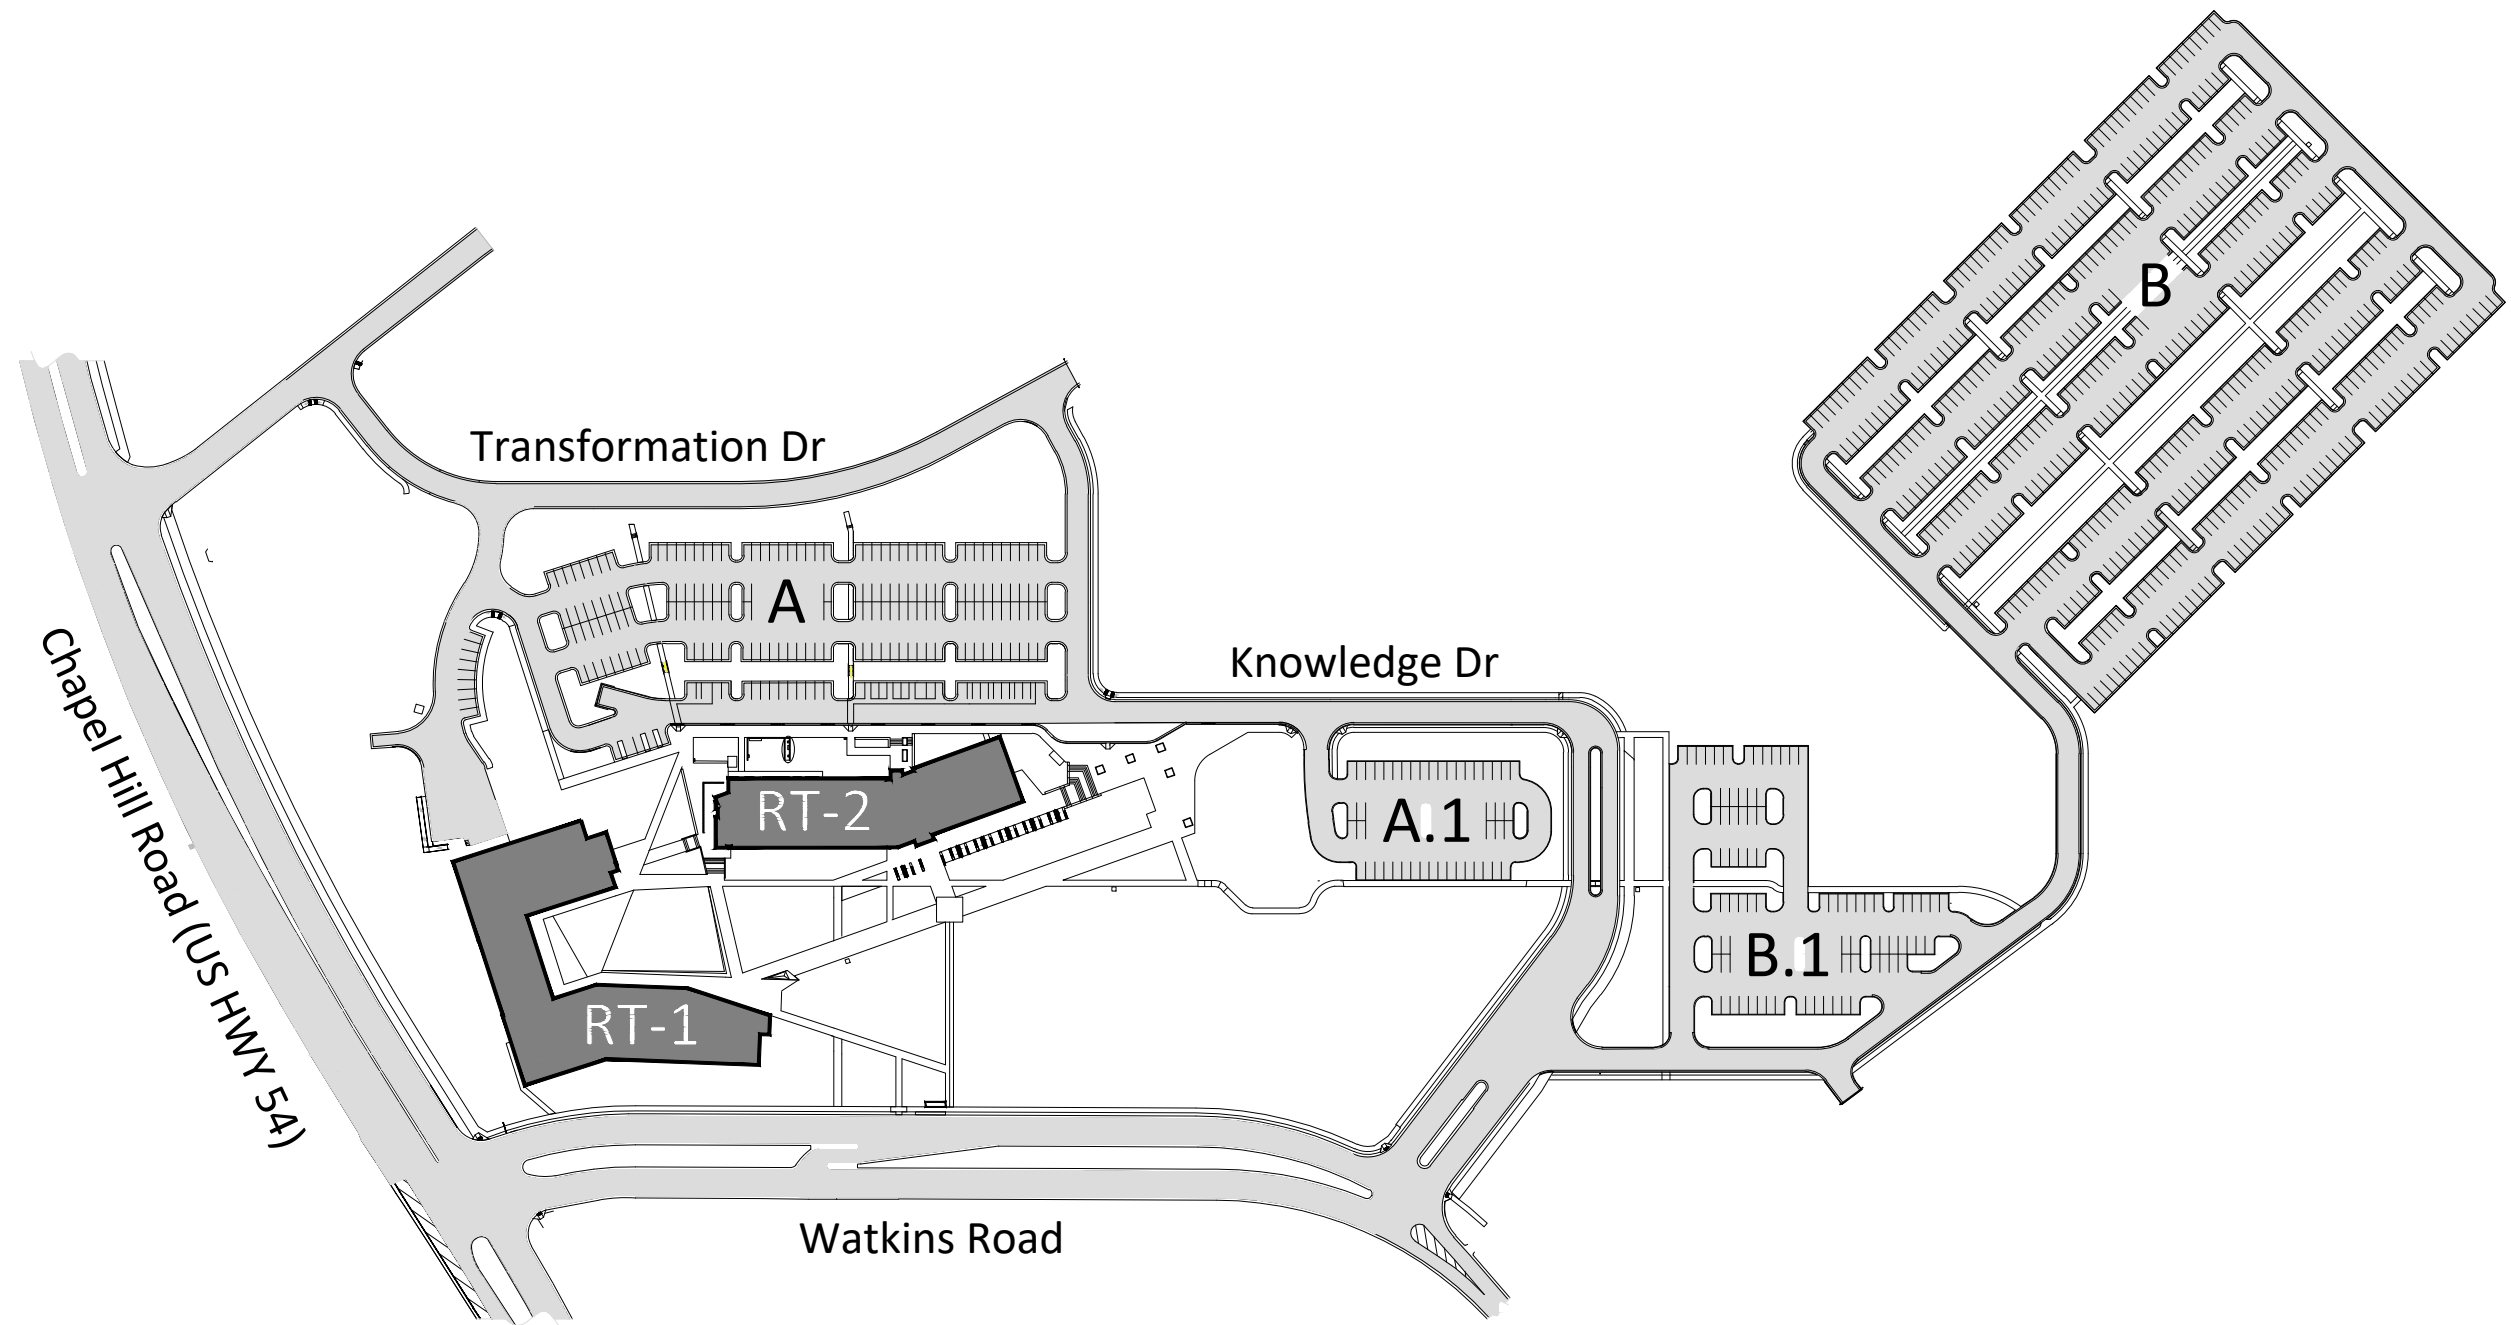 B
Transformation Dr
A
Knowledge Dr
Chapel Hill Road (US HWY 54)
RT-2
A.1
B.1
RT-1
Watkins Road